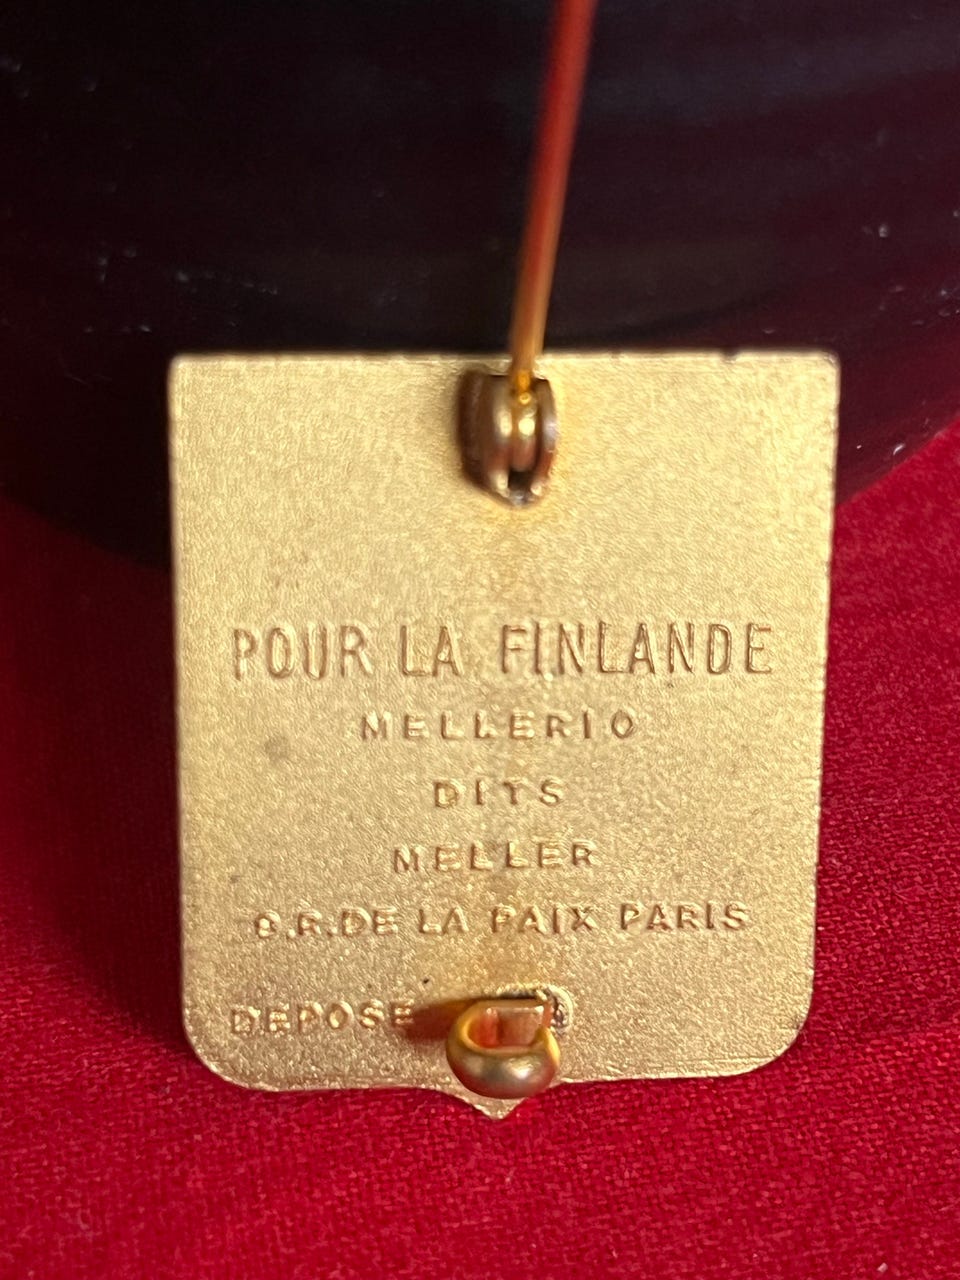 POUR LA FINLANDE
MELLERIO
DITS
MELLER
9.R.DE LA PAIX PARIS
DEPOSE